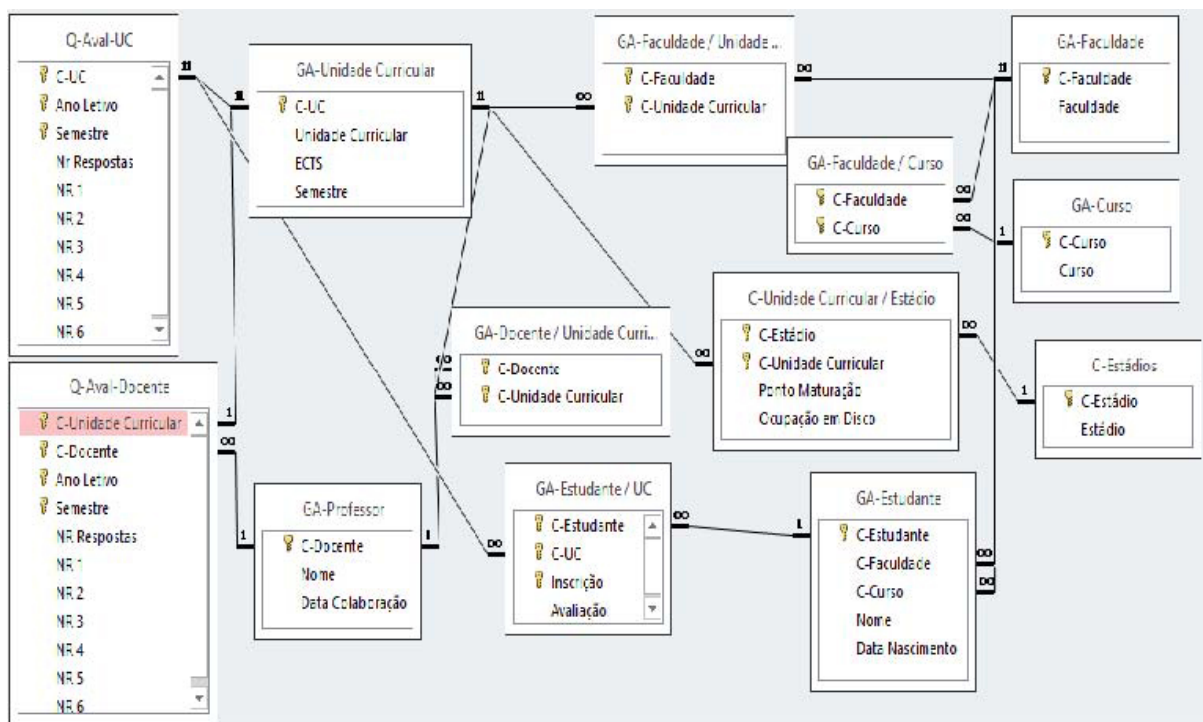 Q-Aval-UC
C-UC
Ano Letivo
Semestre
Nr Respostas
NR 1
NR 2
NR 3
NR 4
NR 5
NR 6
GA-Unidade Curricular
C-UC
Unidade Curricular
ECTS
Semestre
GA-Faculdade / Unidade ...
C-Faculdade
C-Unidade Curricular
GA-Faculdade
C-Faculdade
Faculdade
GA-Faculdade / Curso
C-Faculdade
C-Curso
GA-Curso
C-Curso
Curso
C-Unidade Curricular / Estádio
C-Estádio
C-Unidade Curricular
Ponto Maturação
Ocupação em Disco
C-Estádios
C-Estádio
Estádio
GA-Docente / Unidade Curri...
C-Docente
C-Unidade Curricular
Q-Aval-Docente
C-Unidade Curricular
C-Docente
Ano Letivo
Semestre
NR Respostas
NR 1
NR 2
NR 3
NR 4
NR 5
NR 6
GA-Professor
C-Docente
Nome
Data Colaboração
GA-Estudante / UC
C-Estudante
C-UC
Inscrição
Avaliação
GA-Estudante
C-Estudante
C-Faculdade
C-Curso
Nome
Data Nascimento